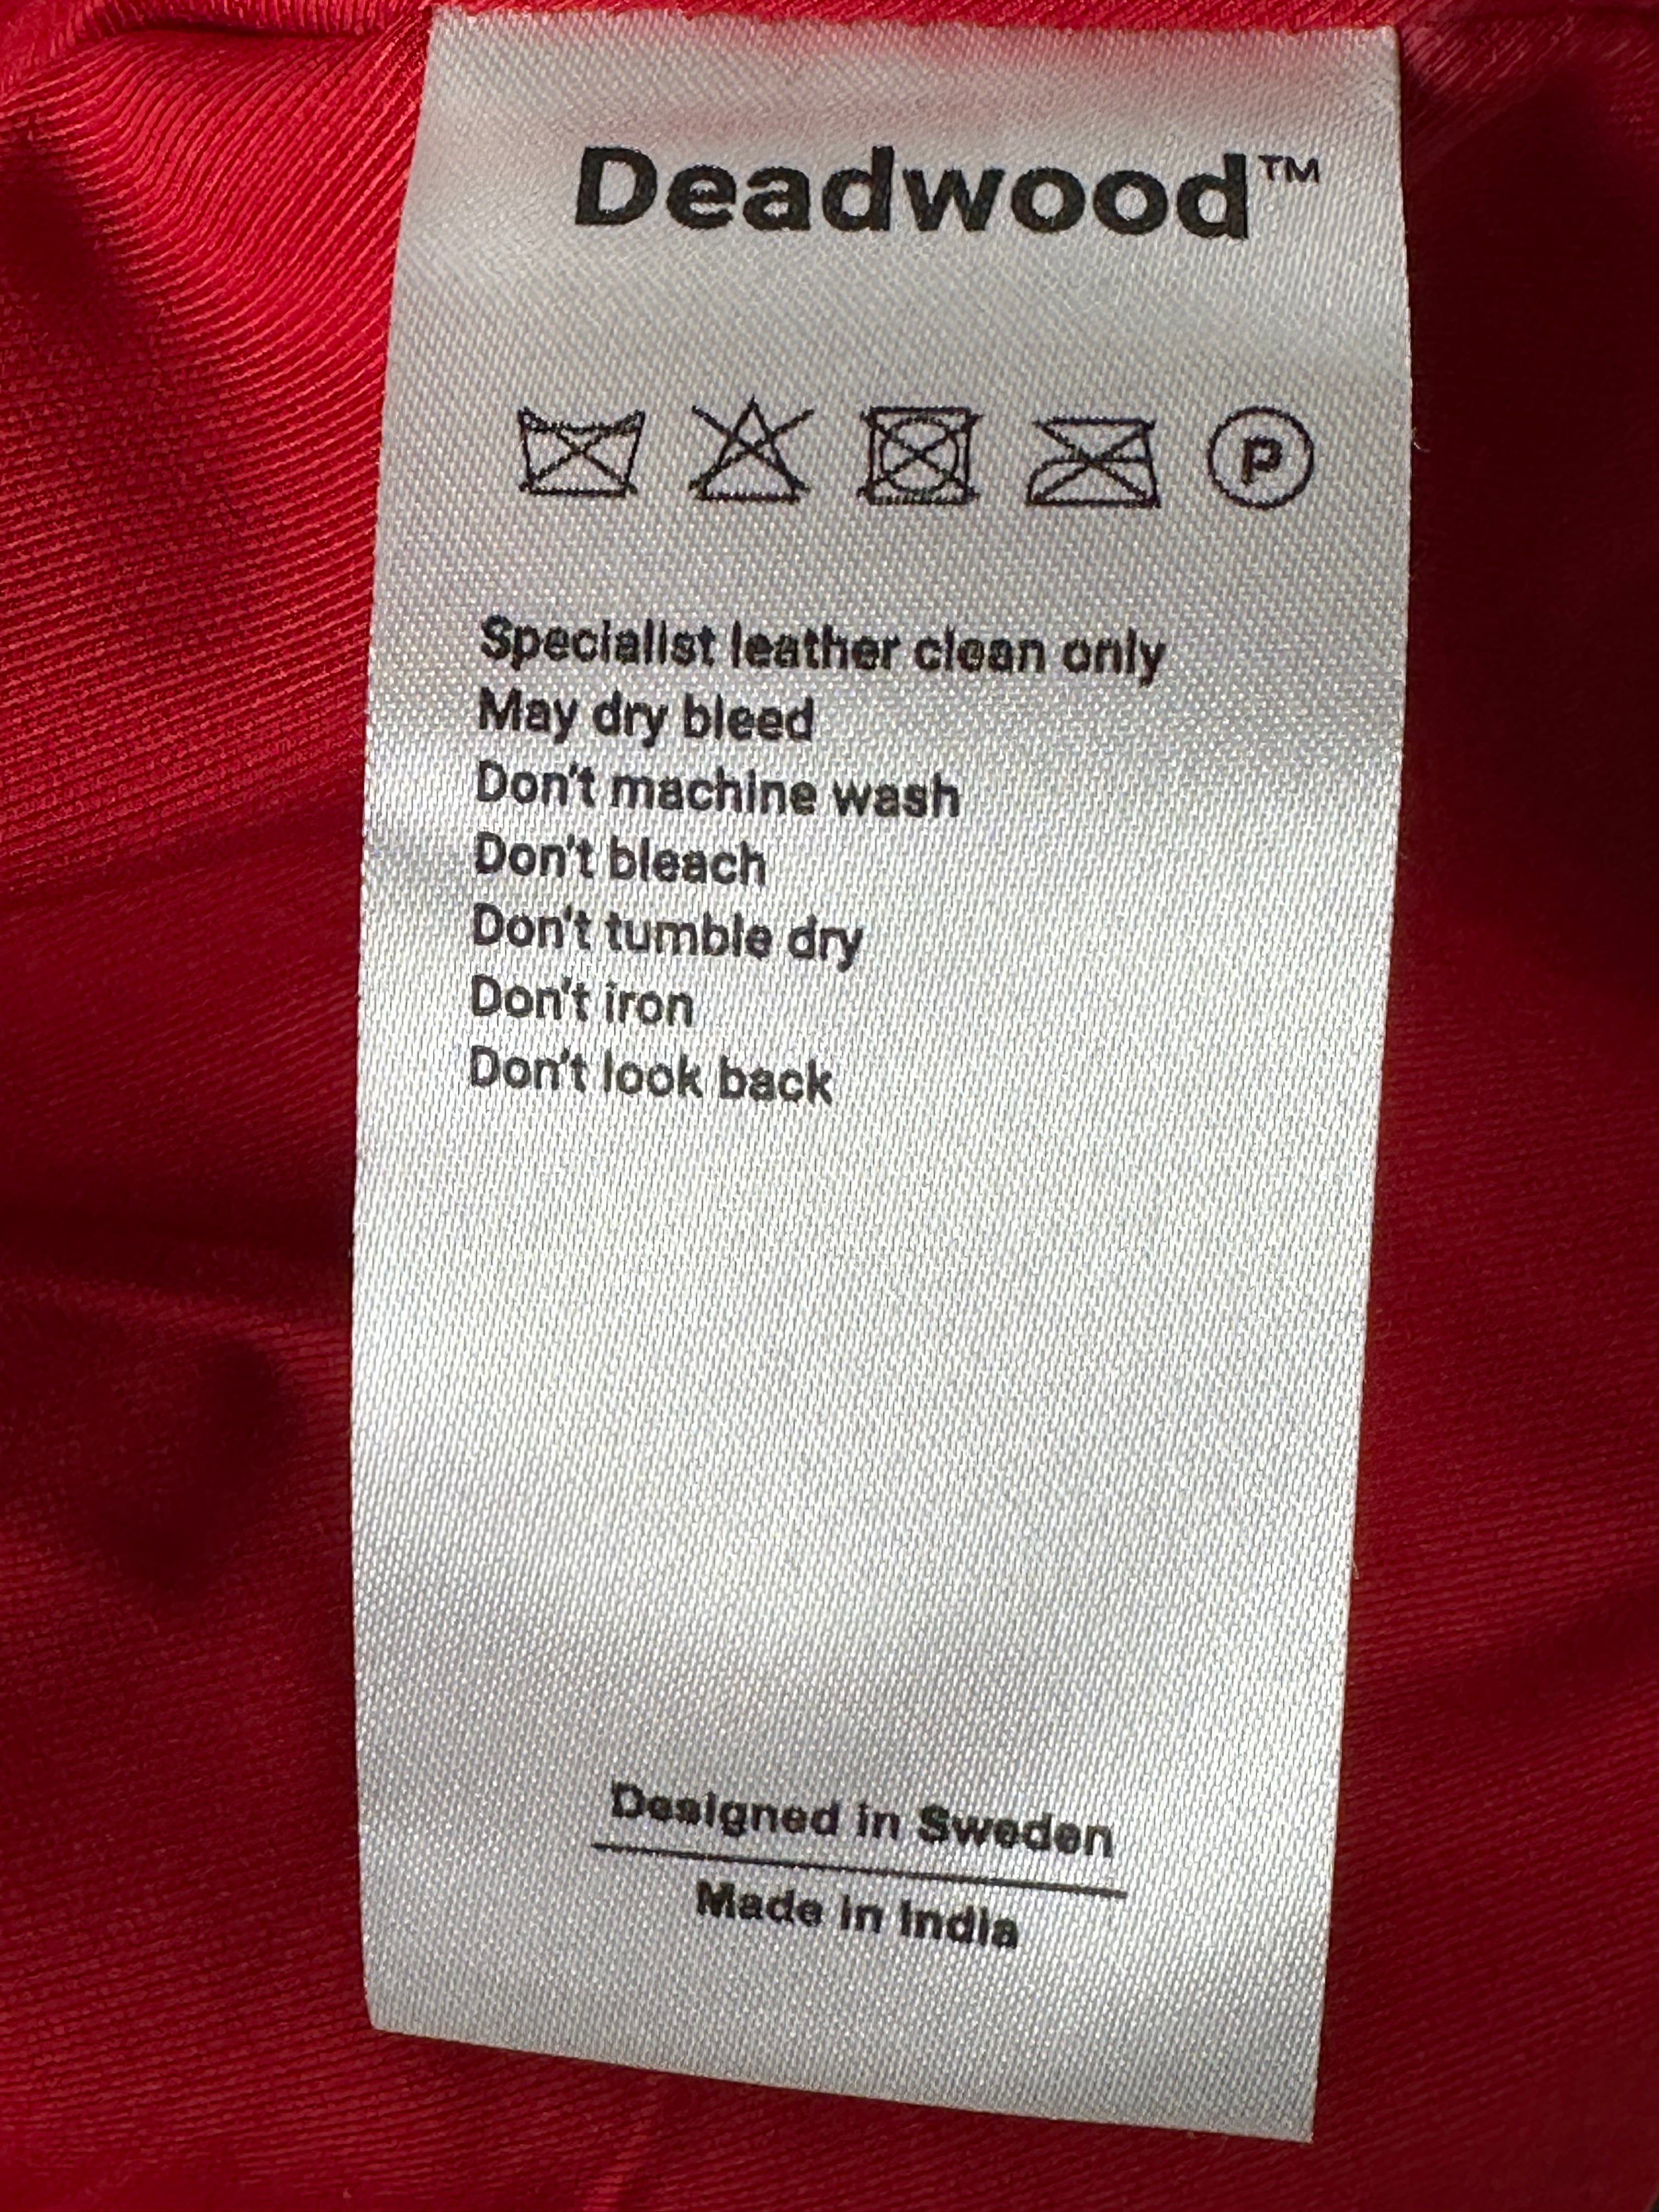 Deadwood™
P
Specialist leather clean only
May dry bleed
Don't machine wash
Don't bleach
Don't tumble dry
Don't iron
Don't look back
Designed in Sweden
Made in India